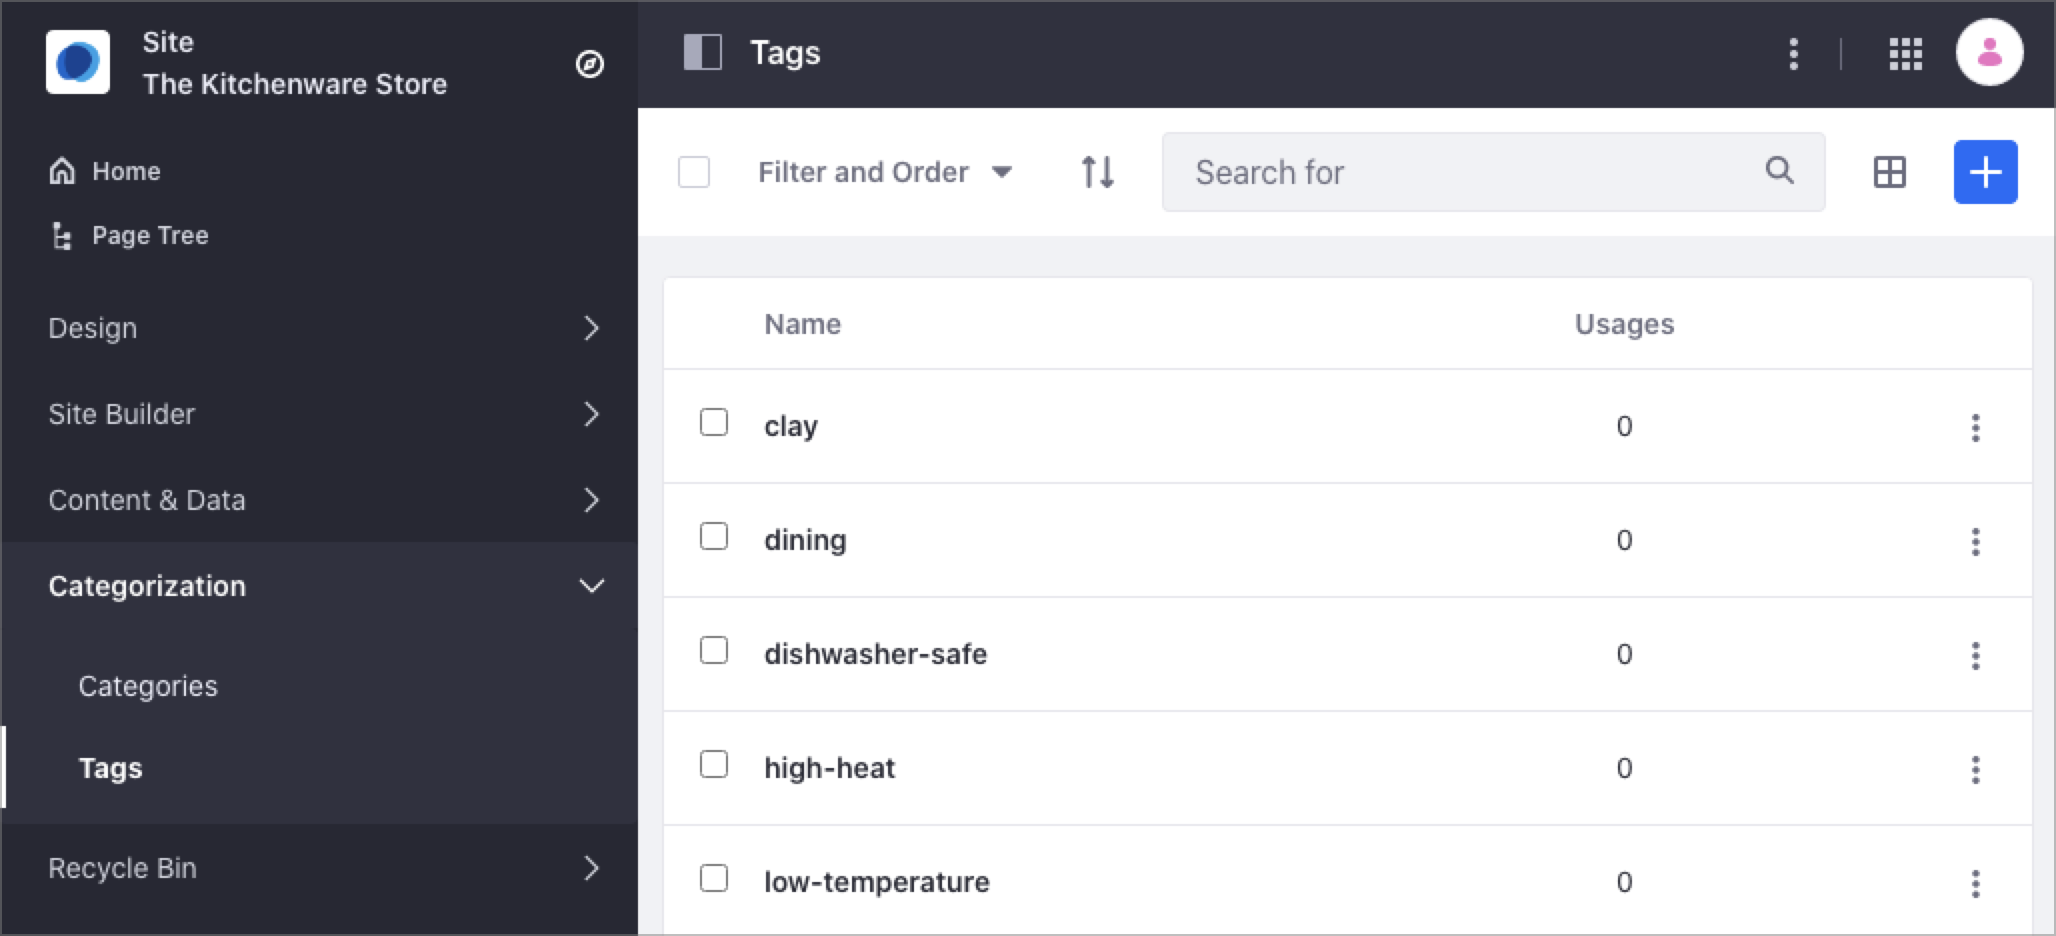 Site
The Kitchenware Store
Home
Page Tree
Design
Site Builder
Content & Data
Categorization
Categories
Tags
Recycle Bin
Tags
Filter and Order
Search for
Name Usages
clay 0
dining 0
dishwasher-safe 0
high-heat 0
low-temperature 0